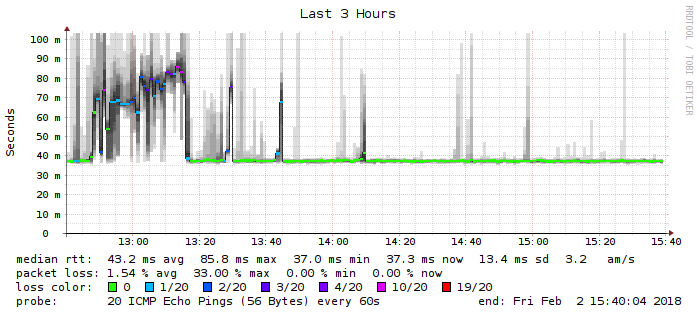 Last 3 Hours
RRDTOOL / TOBI OETIKER
Seconds
100 m
90 m
80 m
70 m
60 m
50 m
40 m
30 m
20 m
10 m
0
13:00 13:20 13:40 14:00 14:20 14:40 15:00 15:20 15:40
median rtt: 43.2 ms avg 85.8 ms max 37.0 ms min 37.3 ms now 13.4 ms sd 3.2 am/s
packet loss: 1.54 % avg 33.00 % max 0.00 % min 0.00 % now
loss color: 0 1/20 2/20 3/20 4/20 10/20 19/20
probe: 20 ICMP Echo Pings (56 Bytes) every 60s end: Fri Feb 2 15:40:04 2018